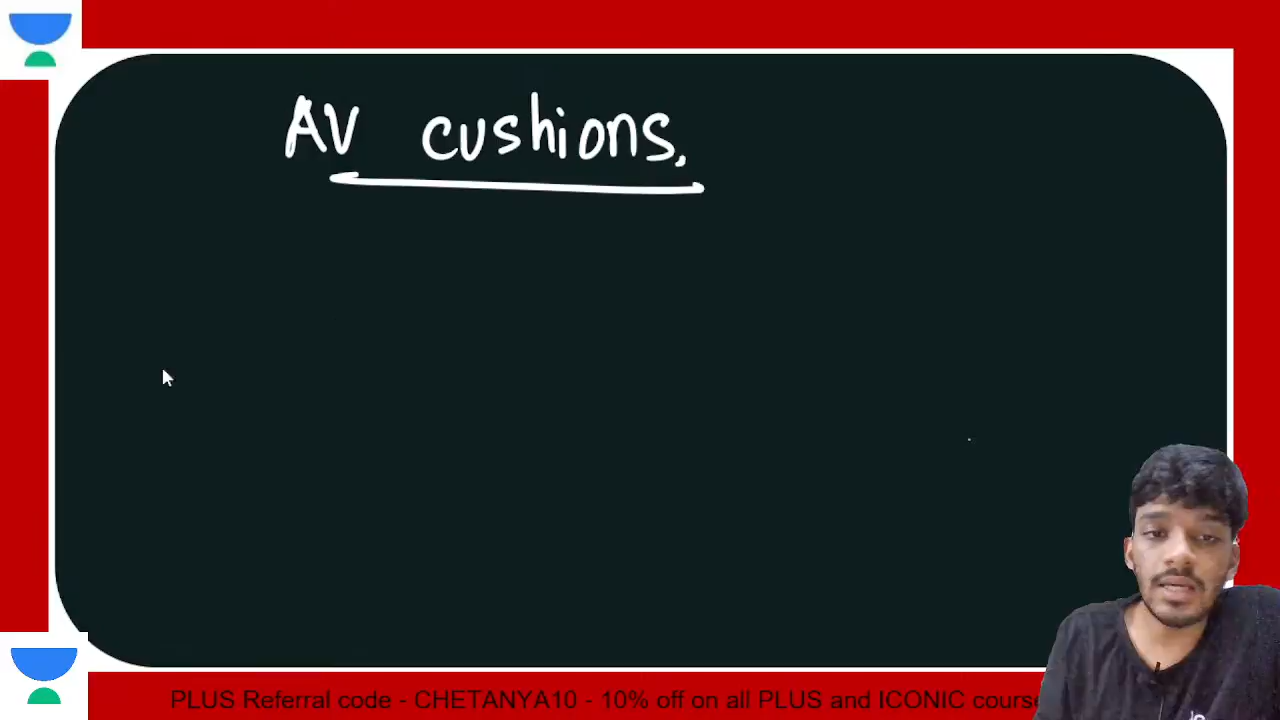 AV cushions.
PLUS Referral code - CHETANYA10 - 10% off on all PLUS and ICONIC course